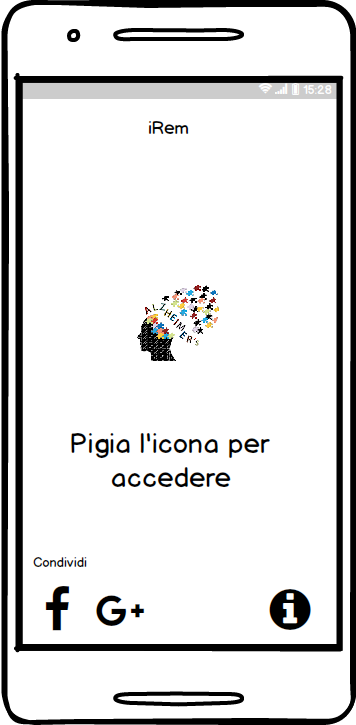 15:28
iRem
ALZHEIMER'S
Pigia l'icona per
accedere
Condividi
f G+ i